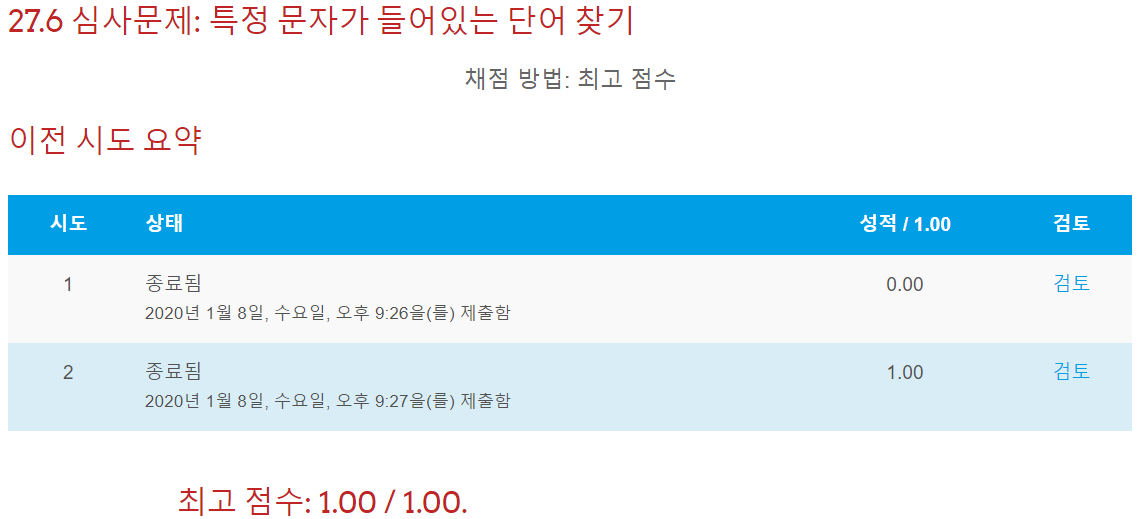 27.6 심사문제: 특정 문자가 들어있는 단어 찾기
채점 방법: 최고 점수
이전 시도 요약
시도 상태 성적 / 1.00 검토
1 종료됨 0.00 검토
2020년 1월 8일, 수요일, 오후 9:26을(를) 제출함
2 종료됨 1.00 검토
2020년 1월 8일, 수요일, 오후 9:27을(를) 제출함
최고 점수: 1.00 / 1.00.